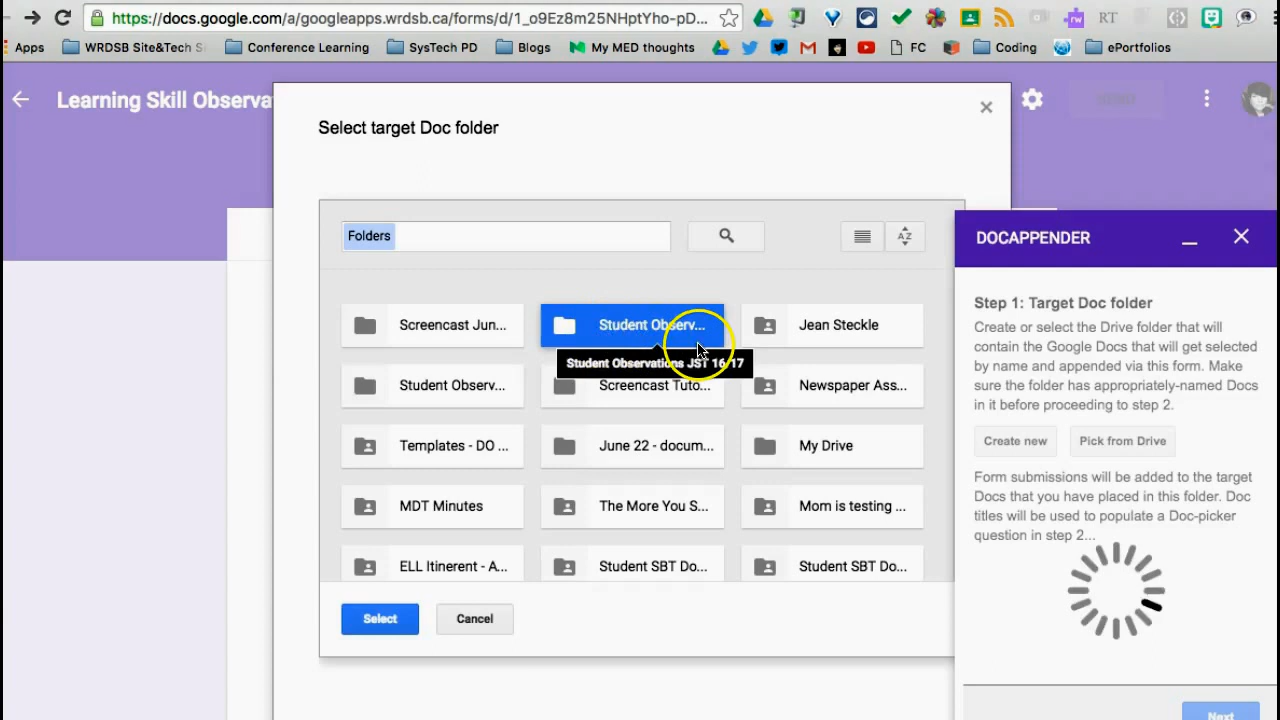 https://docs.google.com/a/googleapps.wrdsb.ca/forms/d/1_o9Ez8m25NHptYho-pD...
RT
rw
Apps
WRDSB Site&Tech S
Conference Learning
SysTech PD
Blogs
My MED thoughts
FC
Coding
ePortfolios
Learning Skill Observa
SEND
Select target Doc folder
Folders
AZ
Screencast Jun...
Student Observ...
Jean Steckle
Student Observations JST 16/17
Student Observ...
Screencast Tuto...
Newspaper Ass...
Templates - DO ...
June 22 - docum...
My Drive
MDT Minutes
The More You S...
Mom is testing ...
ELL Itinerent - A...
Student SBT Do...
Student SBT Do...
Select
Cancel
DOCAPPENDER
Step 1: Target Doc folder
Create or select the Drive folder that will
contain the Google Docs that will get selected
by name and appended via this form. Make
sure the folder has appropriately-named Docs
in it before proceeding to step 2.
Create new
Pick from Drive
Form submissions will be added to the target
Docs that you have placed in this folder. Doc
titles will be used to populate a Doc-picker
question in step 2...
Next